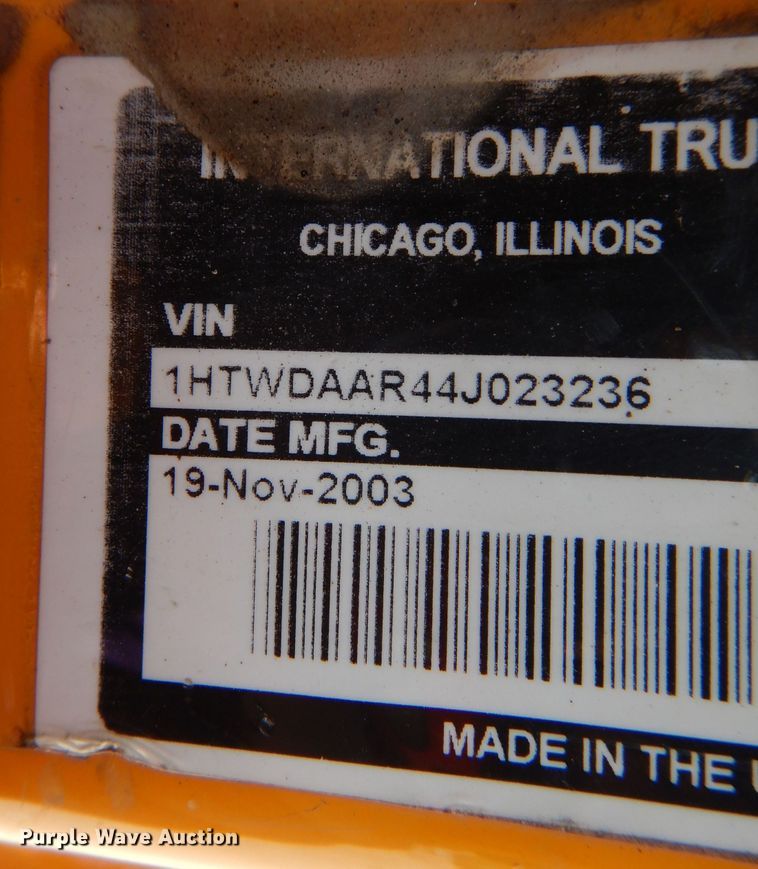 INTERNATIONAL TRU
CHICAGO, ILLINOIS
VIN
1HTWDAAR44J023236
DATE MFG.
19-Nov-2003
MADE IN THE U
Purple Wave Auction